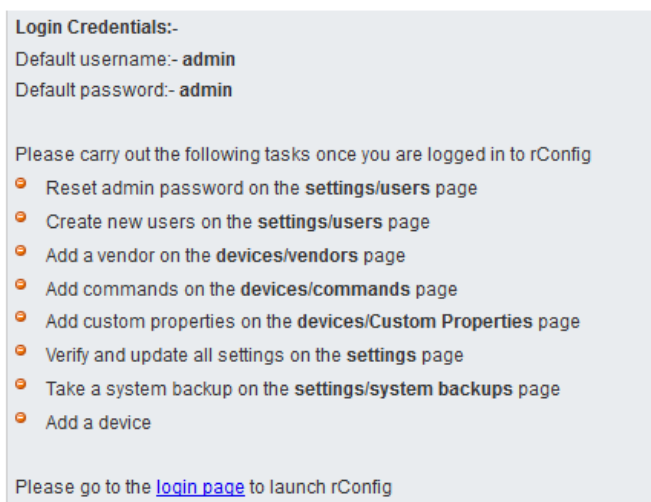 Login Credentials:-
Default username:- admin
Default password:- admin
Please carry out the following tasks once you are logged in to rConfig
Reset admin password on the settings/users page
Create new users on the settings/users page
Add a vendor on the devices/vendors page
Add commands on the devices/commands page
Add custom properties on the devices/Custom Properties page
Verify and update all settings on the settings page
Take a system backup on the settings/system backups page
Add a device
Please go to the login page to launch rConfig